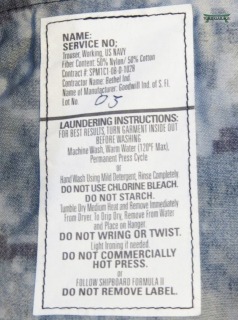 NAME:
SERVICE NO;
Trouser, Working, US NAVY
Fiber Content: 50% Nylon/ 50% Cotton
Contract #: SPM1C1-08-D-1028
Contractor Name: Bethel Ind.
Name of Manufacturer: Goodwill Ind. of S. Fl.
Lot No. 03
LAUNDERING INSTRUCTIONS:
FOR BEST RESULTS, TURN GARMENT INSIDE OUT
BEFORE WASHING
Machine Wash, Warm Water (120°F Max),
Permanent Press Cycle
or
Hand Wash Using Mild Detergent, Rinse Completely
DO NOT USE CHLORINE BLEACH.
DO NOT STARCH.
Tumble Dry Medium Heat and Remove Immediately
From Dryer. To Drip Dry, Remove From Water
and Place on Hanger.
DO NOT WRING OR TWIST.
Light Ironing if needed.
DO NOT COMMERCIALLY
HOT PRESS.
or
FOLLOW SHIPBOARD FORMULA II
DO NOT REMOVE LABEL.